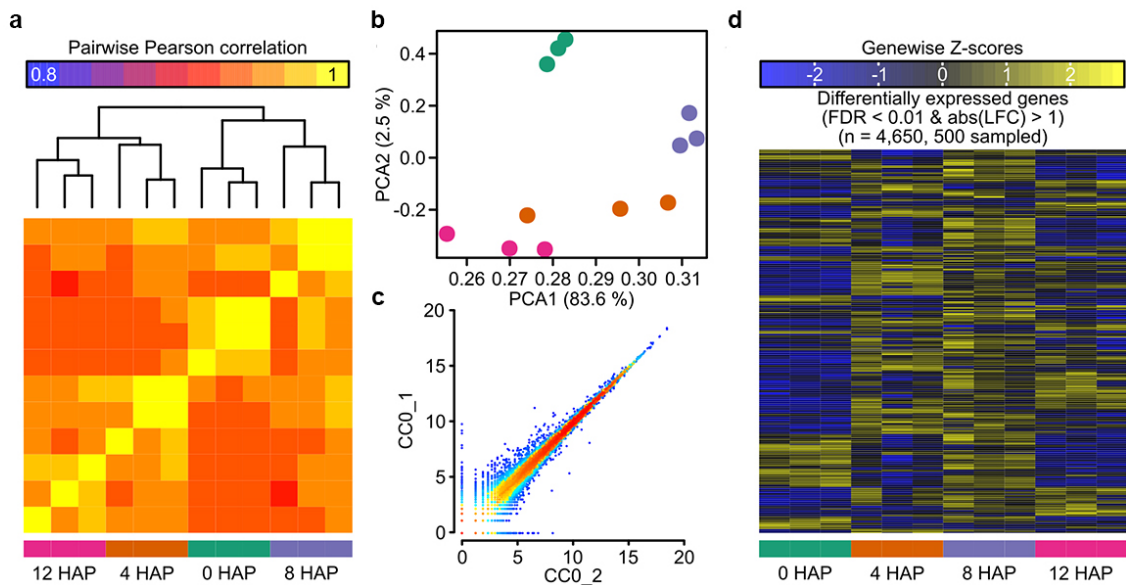 a
Pairwise Pearson correlation
0.8 1
12 HAP 4 HAP 0 HAP 8 HAP
b
PCA2 (2.5 %)
0.4
0.2
0.0
-0.2
0.26 0.27 0.28 0.29 0.30 0.31
PCA1 (83.6 %)
c
CC0_1
20
15
10
5
0
0 5 10 15 20
CC0_2
d
Genewise Z-scores
-2 -1 0 1 2
Differentially expressed genes
(FDR < 0.01 & abs(LFC) > 1)
(n = 4,650, 500 sampled)
0 HAP 4 HAP 8 HAP 12 HAP